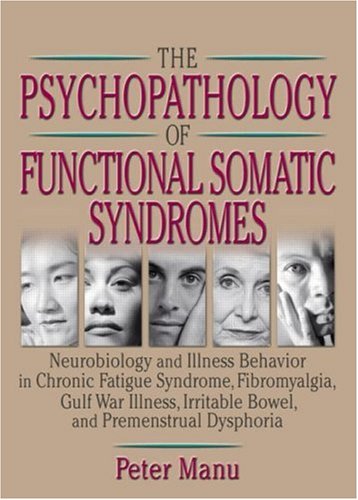 THE
PSYCHOPATHOLOGY
OF
FUNCTIONAL SOMATIC
SYNDROMES
Neurobiology and Illness Behavior
in Chronic Fatigue Syndrome, Fibromyalgia,
Gulf War Illness, Irritable Bowel,
and Premenstrual Dysphoria
Peter Manu